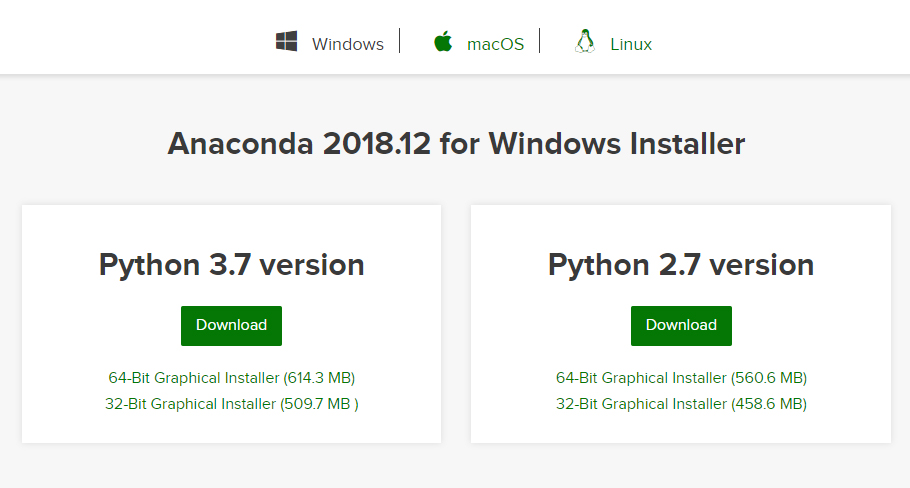 Windows macOS Linux
Anaconda 2018.12 for Windows Installer
Python 3.7 version
Download
64-Bit Graphical Installer (614.3 MB)
32-Bit Graphical Installer (509.7 MB )
Python 2.7 version
Download
64-Bit Graphical Installer (560.6 MB)
32-Bit Graphical Installer (458.6 MB)